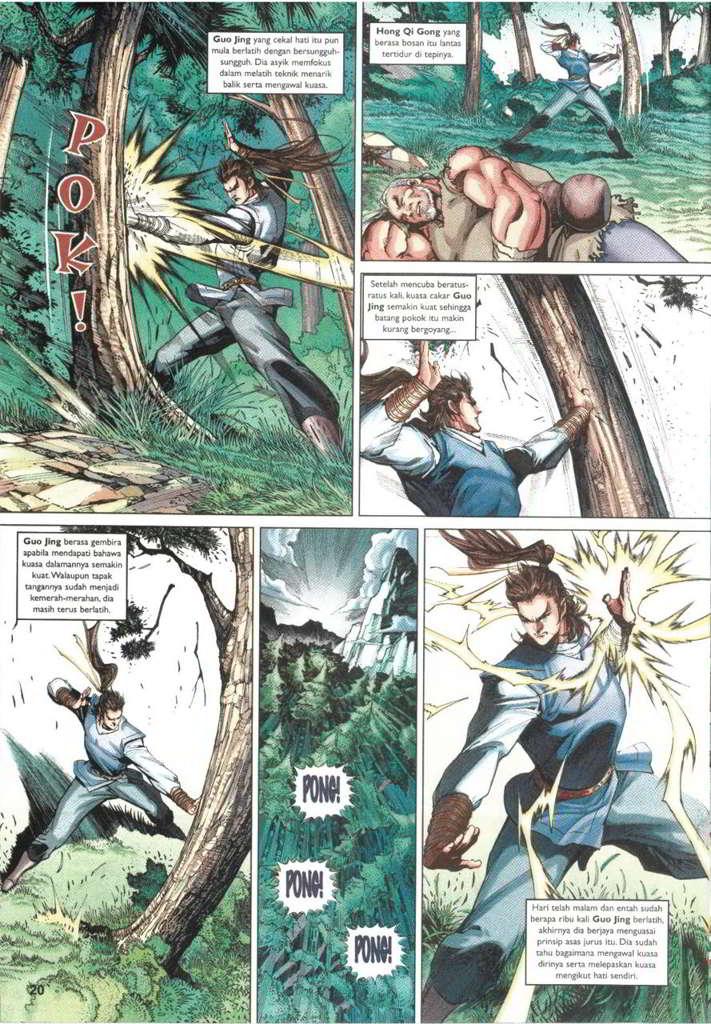 Guo Jing yang cekal hati itu pun
mula berlatih dengan bersungguh-
sungguh. Dia asyik memfokus
dalam melatih teknik menarik
balik serta mengawal kuasa.
POK!
Hong Qi Gong yang
berasa bosan itu lantas
tertidur di tepinya.
Setelah mencuba beratus-
ratus kali, kuasa cakar Guo
Jing semakin kuat sehingga
batang pokok itu makin
kurang bergoyang...
Guo Jing berasa gembira
apabila mendapati bahawa
kuasa dalamannya semakin
kuat. Walaupun tapak
tangannya sudah menjadi
kemerah-merahan, dia
masih terus berlatih.
PONG!
PONG!
PONG!
Hari telah malam dan entah sudah
berapa ribu kali Guo Jing berlatih,
akhirnya dia berjaya menguasai
prinsip asas jurus itu. Dia sudah
tahu bagaimana mengawal kuasa
dirinya serta melepaskan kuasa
mengikut hati sendiri.
20